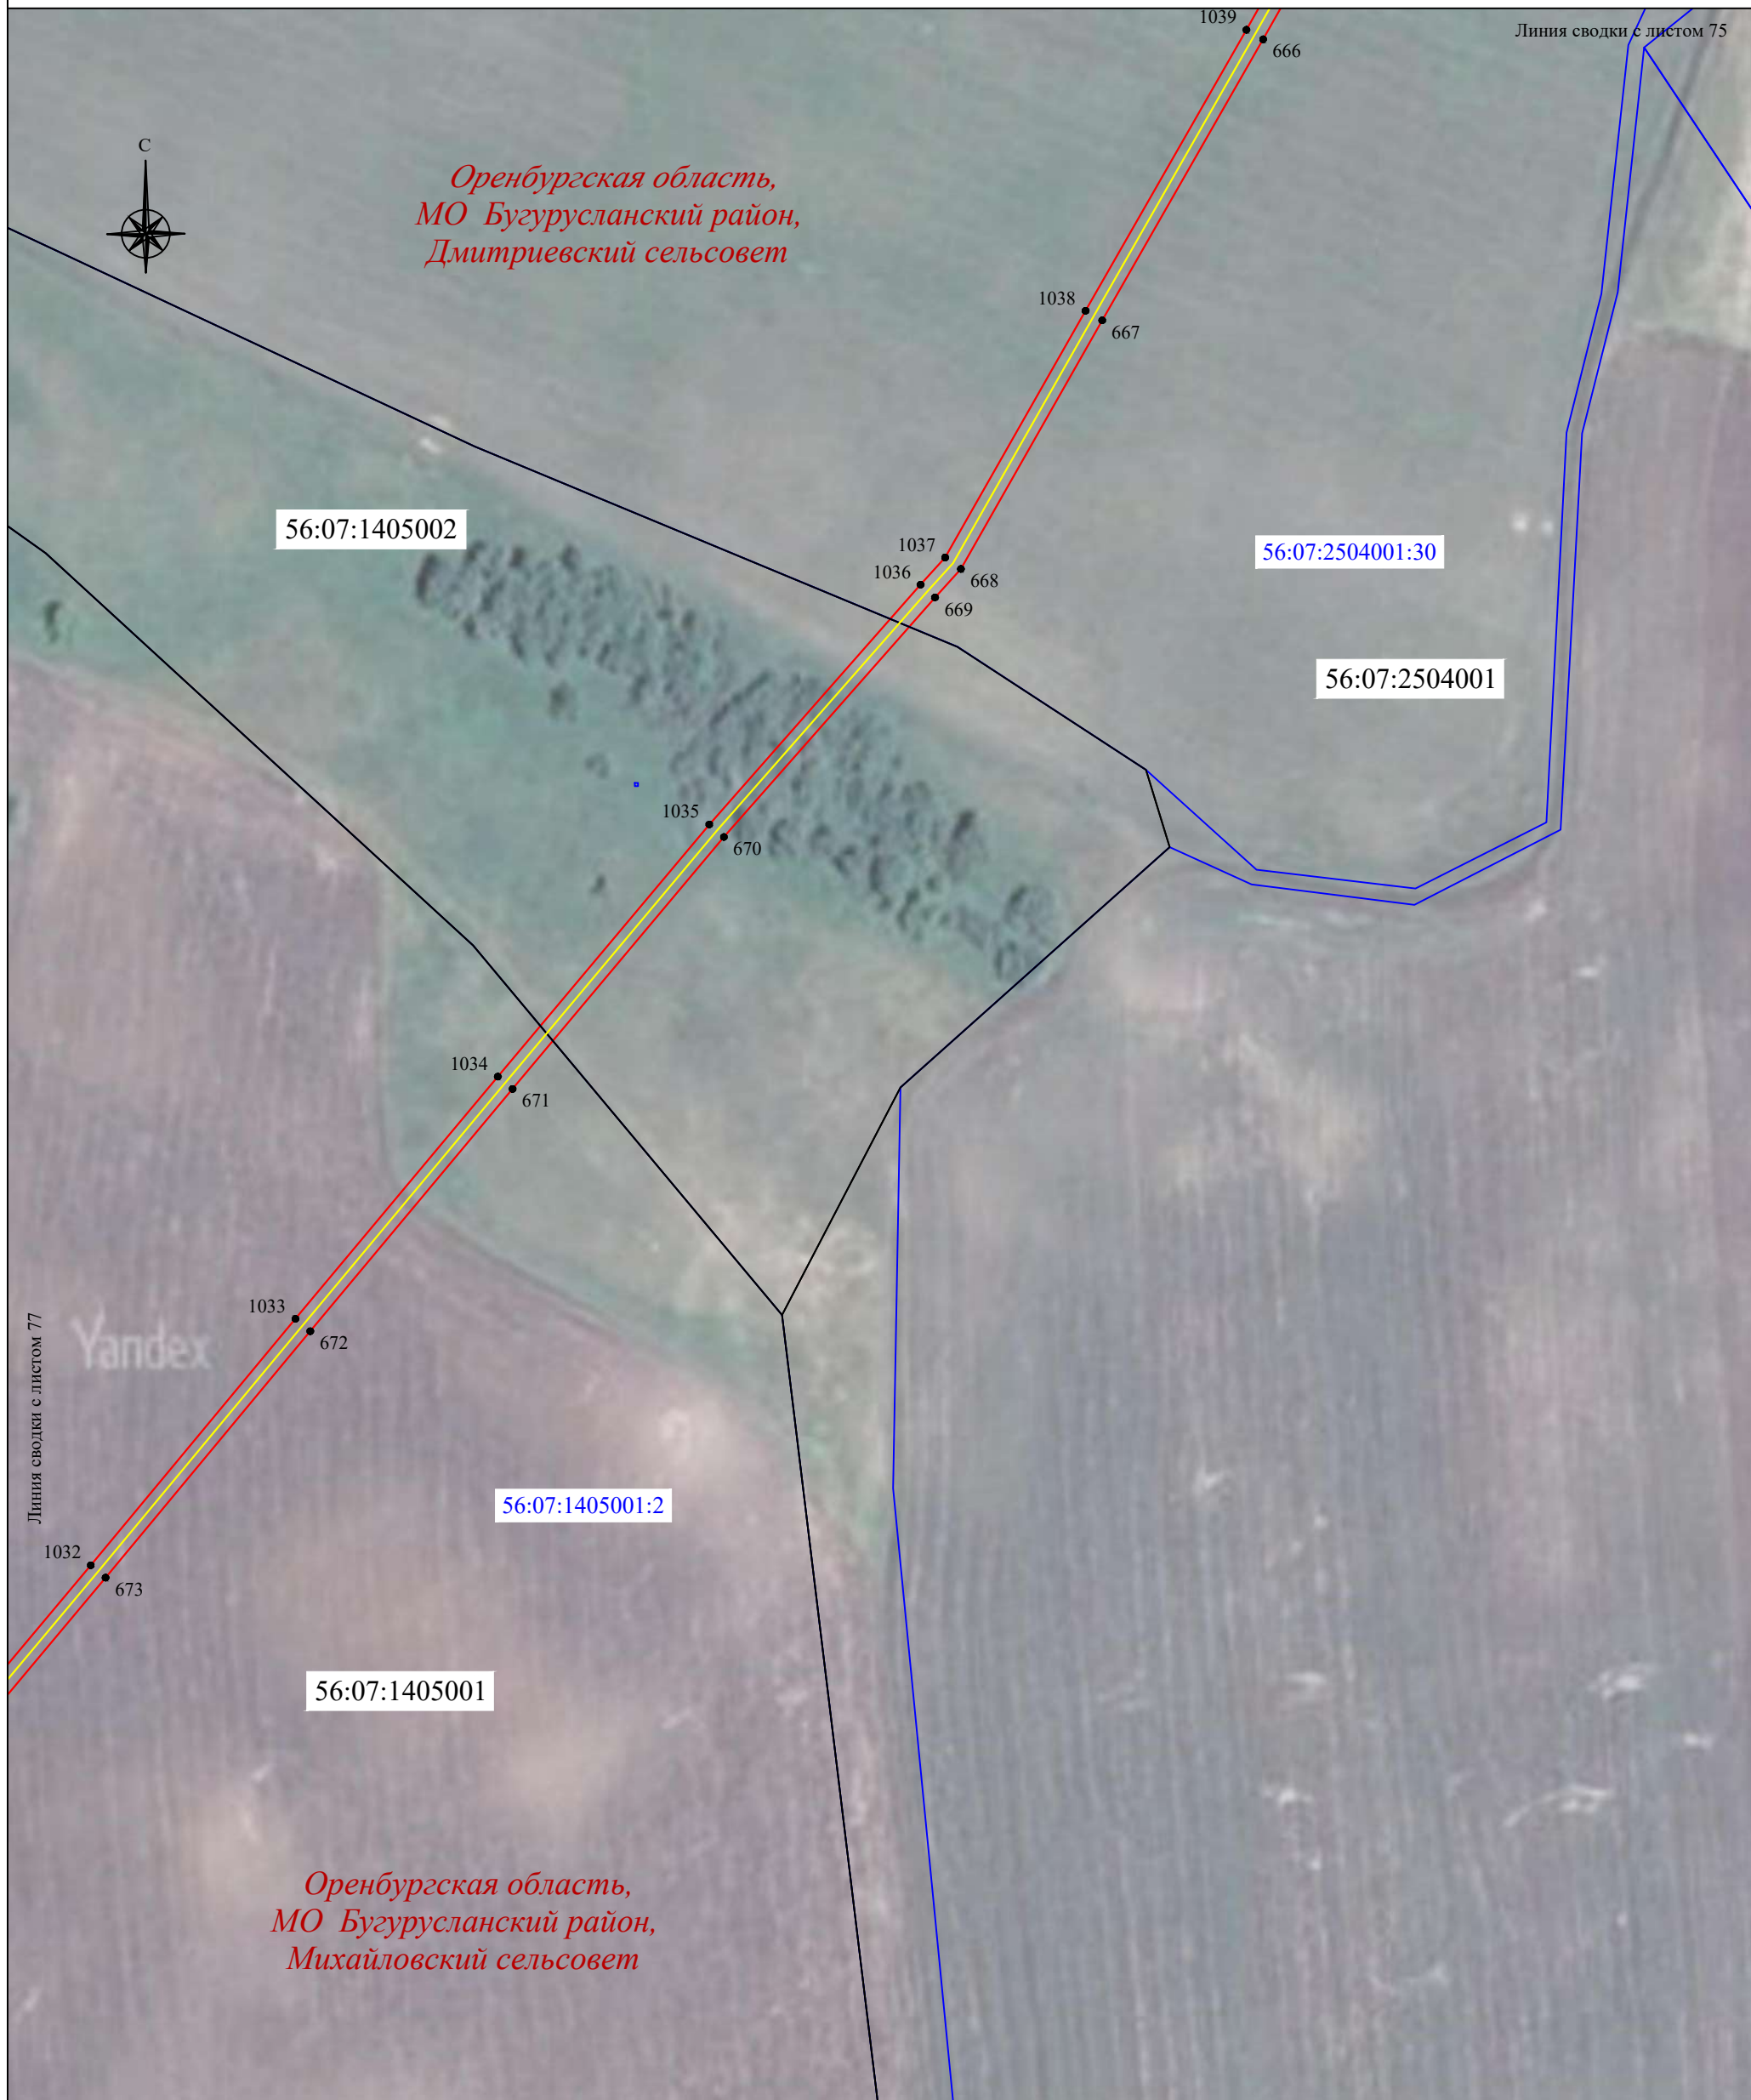 1039
Линия сводки с листом 75
666
С
Оренбургская область,
МО Бугурусланский район,
Дмитриевский сельсовет
1038
667
56:07:1405002
1037
56:07:2504001:30
1036
668
669
56:07:2504001
1035
670
1034
671
1033
672
Линия сводки с листом 77
Yandex
56:07:1405001:2
1032
673
56:07:1405001
Оренбургская область,
МО Бугурусланский район,
Михайловский сельсовет